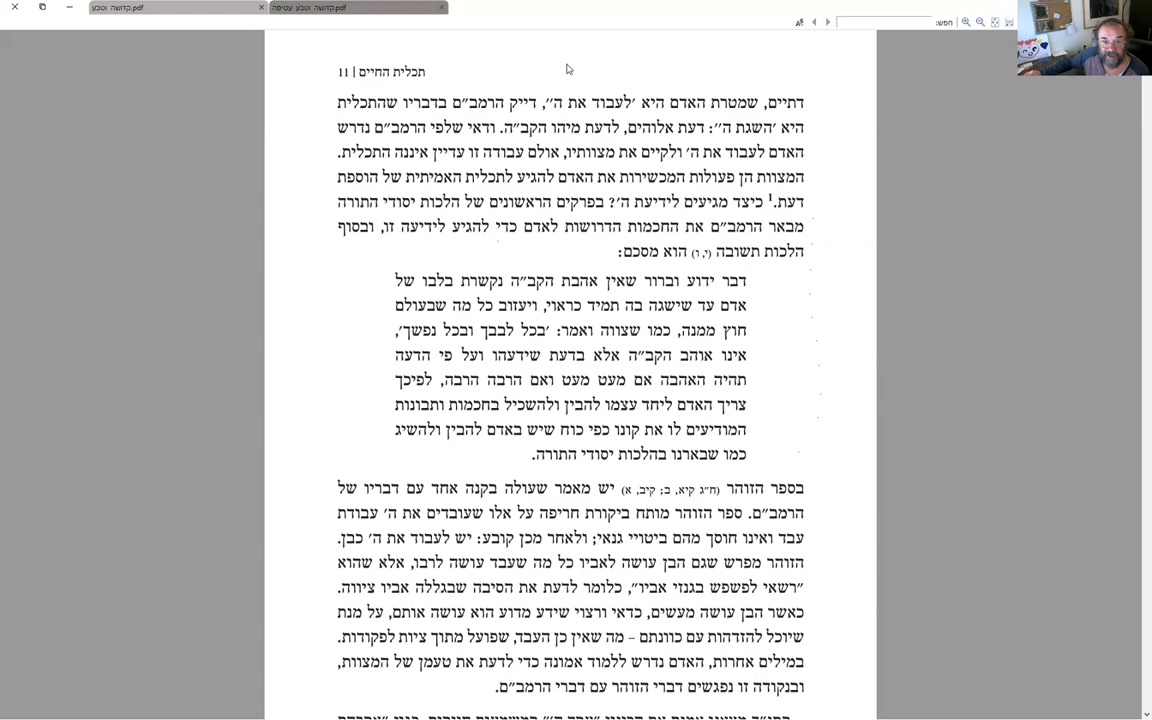 קדושה וטבע.pdf
קדושה וטבע עטיפה.pdf
חפש:
תכלית החיים | 11
דתיים, שמטרת האדם היא 'לעבוד את ה'', דייק הרמב"ם בדבריו שהתכלית
היא 'השגת ה'': דעת אלוהים, לדעת מיהו הקב"ה. ודאי שלפי הרמב"ם נדרש
האדם לעבוד את ה' ולקיים את מצוותיו, אולם עבודה זו עדיין איננה התכלית.
המצוות הן פעולות המכשירות את האדם להגיע לתכלית האמיתית של הוספת
דעת.1 כיצד מגיעים לידיעת ה'? בפרקים הראשונים של הלכות יסודי התורה
מבאר הרמב"ם את החכמות הדרושות לאדם כדי להגיע לידיעה זו, ובסוף
הלכות תשובה (י, ו) הוא מסכם:
דבר ידוע וברור שאין אהבת הקב"ה נקשרת בלבו של
אדם עד שישגה בה תמיד כראוי, ויעזוב כל מה שבעולם
חוץ ממנה, כמו שצווה ואמר: 'בכל לבבך ובכל נפשך',
אינו אוהב הקב"ה אלא בדעת שידעהו ועל פי הדעה
תהיה האהבה אם מעט מעט ואם הרבה הרבה, לפיכך
צריך האדם ליחד עצמו להבין ולהשכיל בחכמות ותבונות
המודיעים לו את קונו כפי כוח שיש באדם להבין ולהשיג
כמו שבארנו בהלכות יסודי התורה.
בספר הזוהר (ח"ג קיא, ב; קיב, א) יש מאמר שעולה בקנה אחד עם דבריו של
הרמב"ם. ספר הזוהר מותח ביקורת חריפה על אלו שעובדים את ה' עבודת
עבד ואינו חוסך מהם ביטויי גנאי; ולאחר מכן קובע: יש לעבוד את ה' כבן.
הזוהר מפרש שגם הבן עושה לאביו כל מה שעבד עושה לרבו, אלא שהוא
"רשאי לפשפש בגנזי אביו", כלומר לדעת את הסיבה שבגללה אביו ציווה.
כאשר הבן עושה מעשים, כדאי ורצוי שידע מדוע הוא עושה אותם, על מנת
שיוכל להזדהות עם כוונתם – מה שאין כן העבד, שפועל מתוך ציות לפקודות.
במילים אחרות, האדם נדרש ללמוד אמונה כדי לדעת את טעמן של המצוות,
ובנקודה זו נפגשים דברי הזוהר עם דברי הרמב"ם.